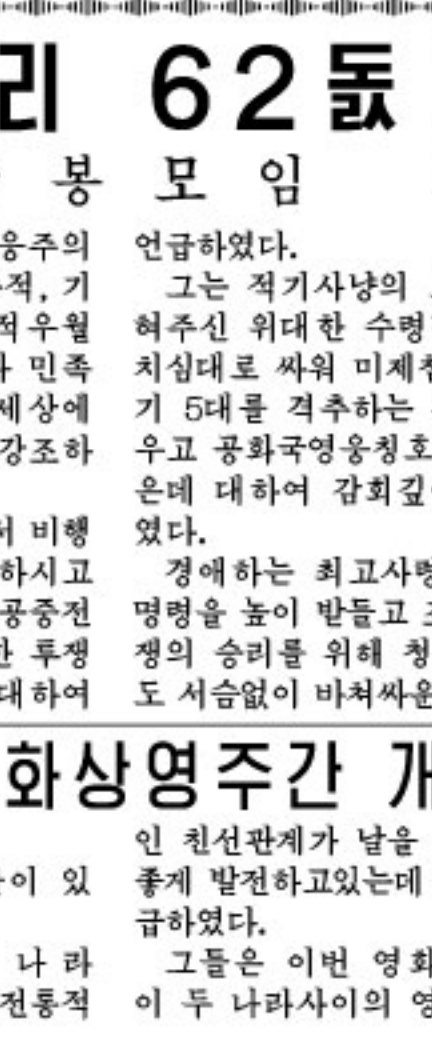 리 62돐
봉 모 임
웅주의
적, 기
적우월
민족
세상에
강조하
비행
하시고
공중전
투쟁
대하여
언급하였다.
그는 적기사냥의
혀주신 위대한 수령
치심대로 싸워 미제
기 5대를 격추하는
우고 공화국영웅칭호
은데 대하여 감회깊
였다.
경애하는 최고사령
명령을 높이 받들고
쟁의 승리를 위해 청
도 서슴없이 바쳐싸운
화상영주간 개
이 있
나라
전통적
인 친선관계가 날을
좋게 발전하고있는데
급하였다.
그들은 이번 영화
이 두 나라사이의 영